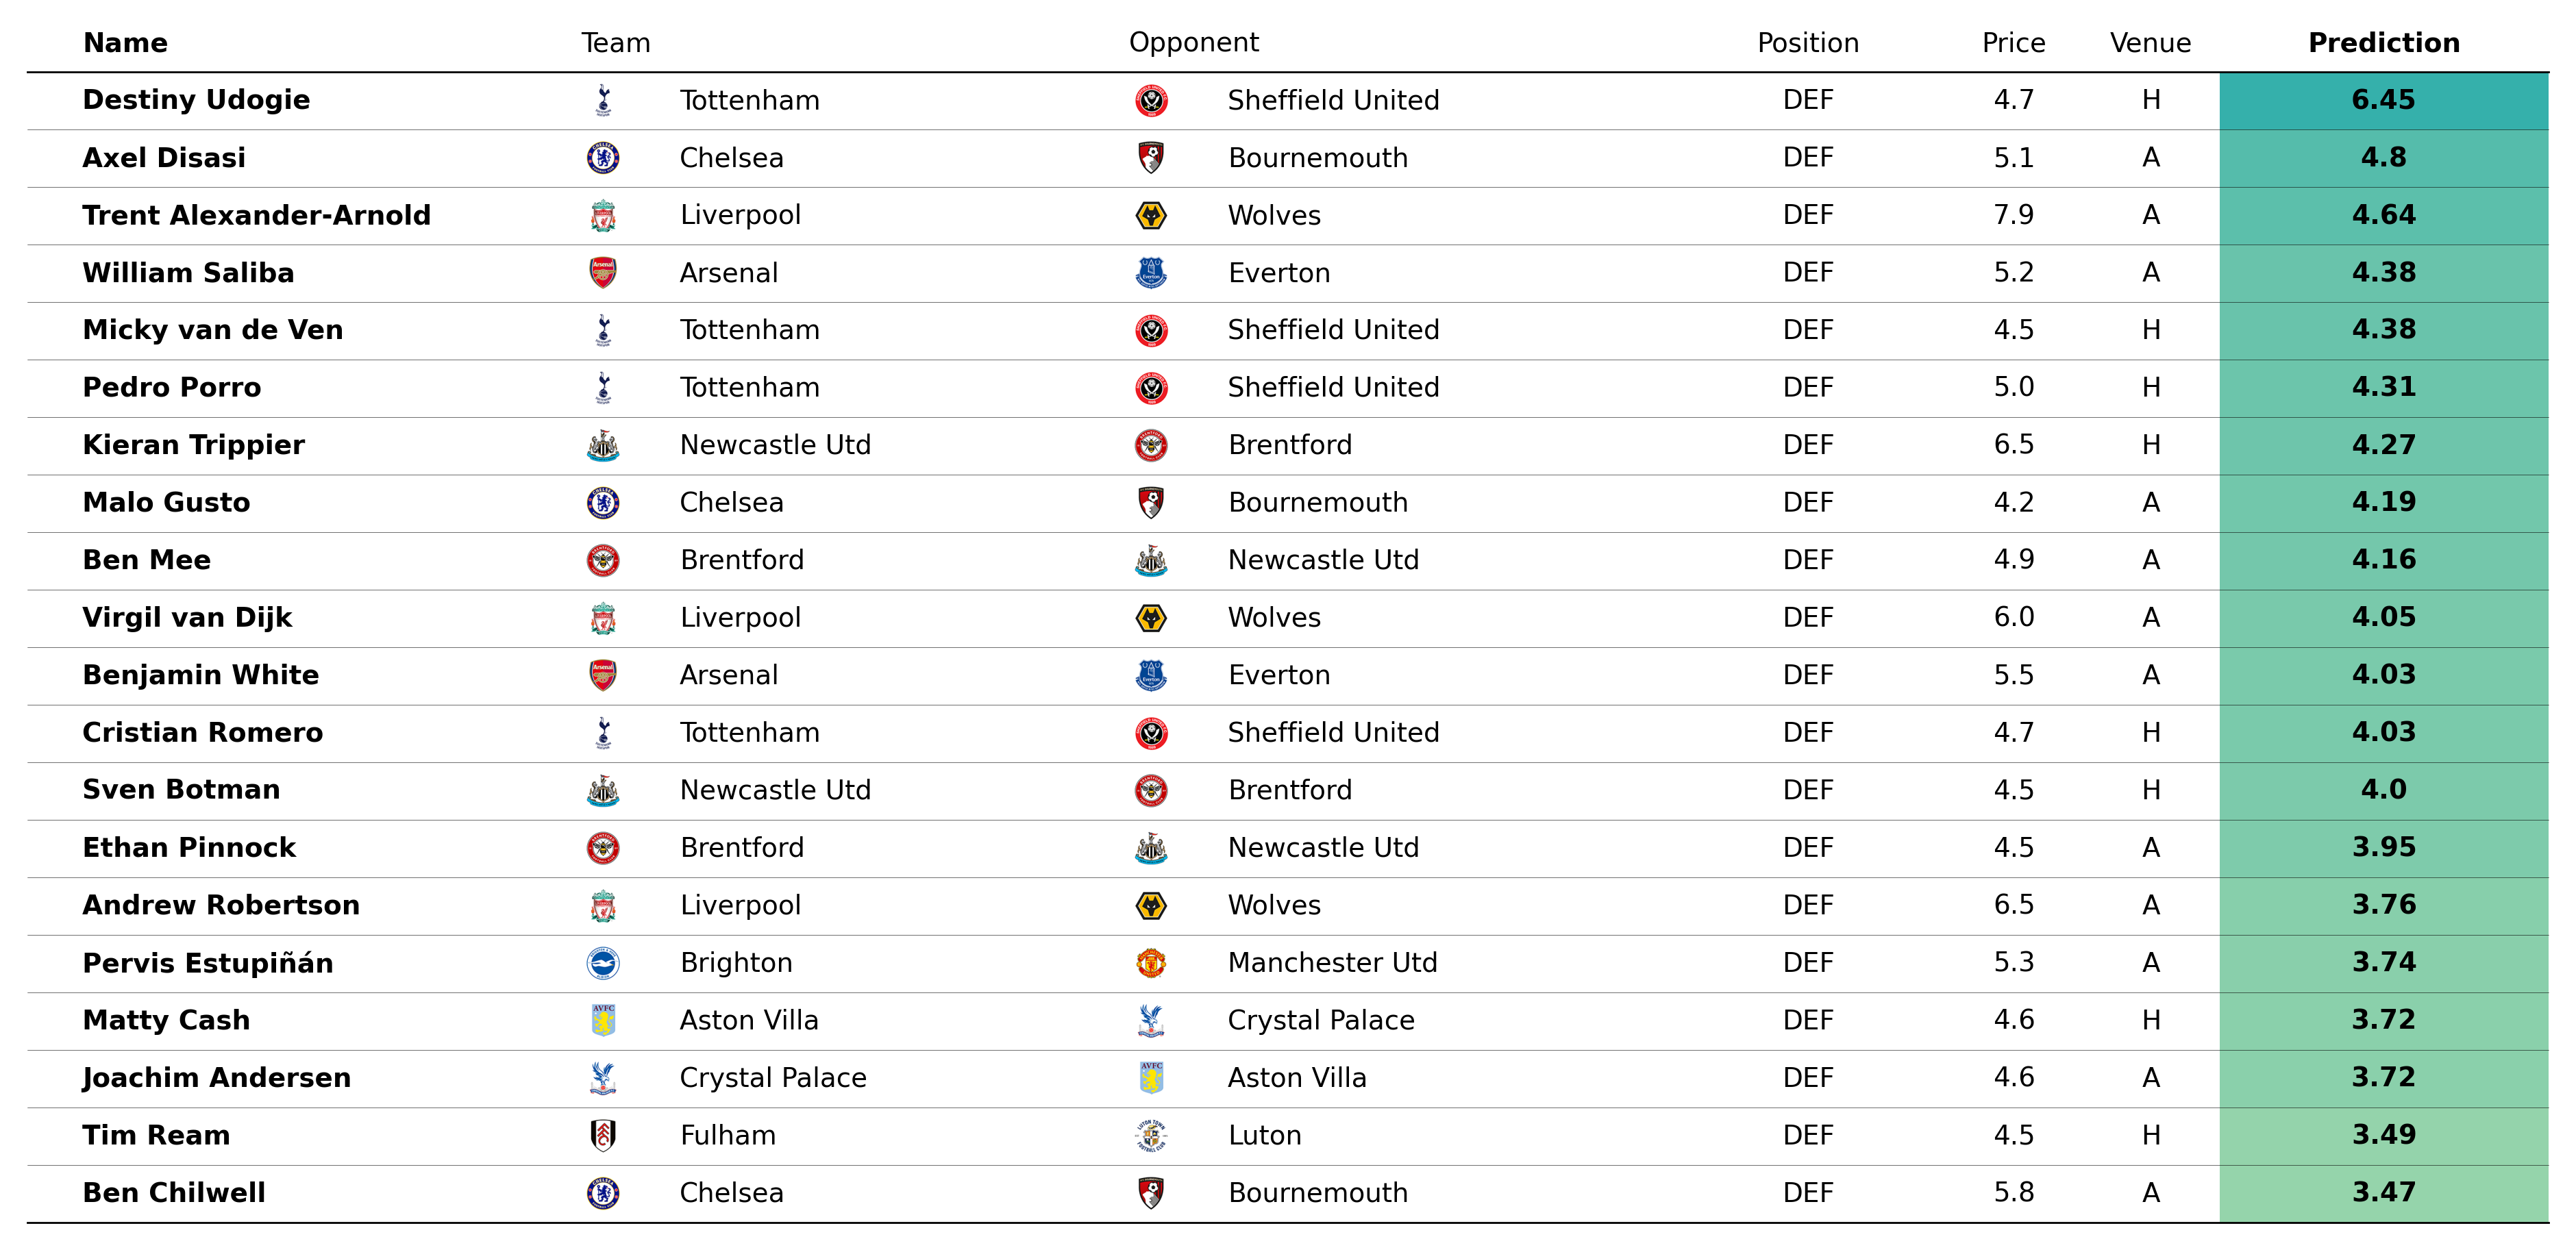 Name Team Opponent Position Price Venue Prediction
Destiny Udogie Tottenham Sheffield United DEF 4.7 H 6.45
Axel Disasi Chelsea Bournemouth DEF 5.1 A 4.8
Trent Alexander-Arnold Liverpool Wolves DEF 7.9 A 4.64
William Saliba Arsenal Everton DEF 5.2 A 4.38
Micky van de Ven Tottenham Sheffield United DEF 4.5 H 4.38
Pedro Porro Tottenham Sheffield United DEF 5.0 H 4.31
Kieran Trippier Newcastle Utd Brentford DEF 6.5 H 4.27
Malo Gusto Chelsea Bournemouth DEF 4.2 A 4.19
Ben Mee Brentford Newcastle Utd DEF 4.9 A 4.16
Virgil van Dijk Liverpool Wolves DEF 6.0 A 4.05
Benjamin White Arsenal Everton DEF 5.5 A 4.03
Cristian Romero Tottenham Sheffield United DEF 4.7 H 4.03
Sven Botman Newcastle Utd Brentford DEF 4.5 H 4.0
Ethan Pinnock Brentford Newcastle Utd DEF 4.5 A 3.95
Andrew Robertson Liverpool Wolves DEF 6.5 A 3.76
Pervis Estupiñán Brighton Manchester Utd DEF 5.3 A 3.74
Matty Cash Aston Villa Crystal Palace DEF 4.6 H 3.72
Joachim Andersen Crystal Palace Aston Villa DEF 4.6 A 3.72
Tim Ream Fulham Luton DEF 4.5 H 3.49
Ben Chilwell Chelsea Bournemouth DEF 5.8 A 3.47